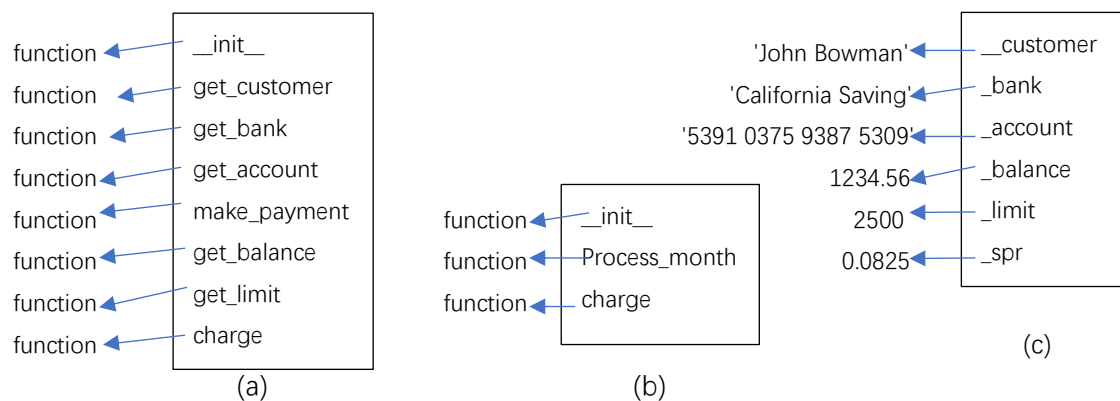 function __init__
function get_customer
function get_bank
function get_account
function make_payment
function get_balance
function get_limit
function charge
(a)
function __init__
function Process_month
function charge
(b)
'John Bowman' __customer
'California Saving' _bank
'5391 0375 9387 5309' _account
1234.56 _balance
2500 _limit
0.0825 _spr
(c)